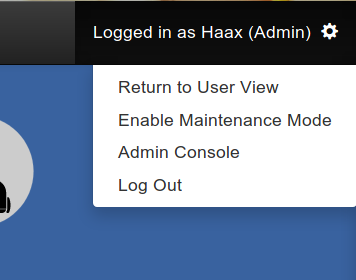 Logged in as Haax (Admin)
Return to User View
Enable Maintenance Mode
Admin Console
Log Out